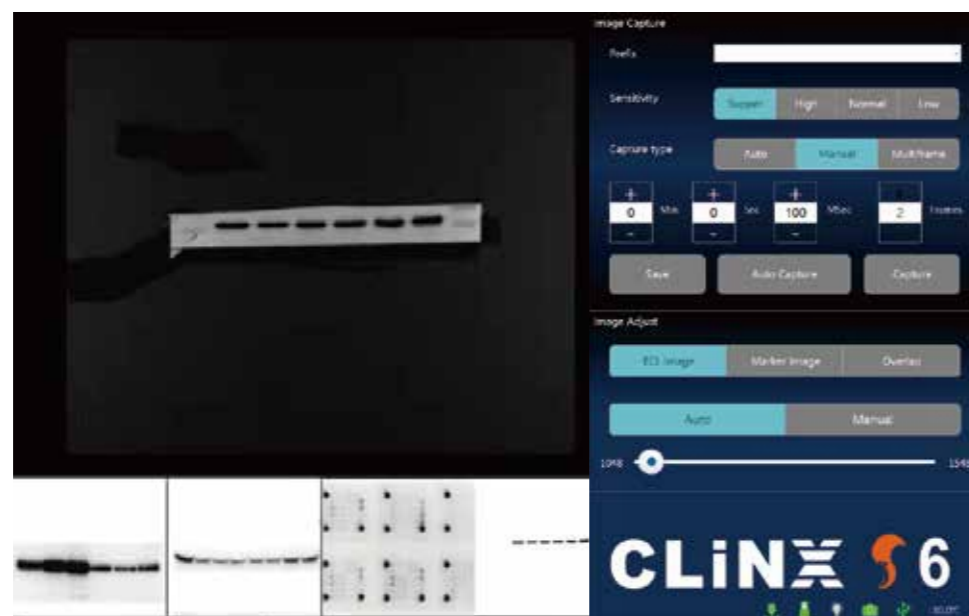 Image Capture
Prefix
Sensitivity High Normal Low
Capture type Auto Manual Multiframe
0 Min 0 Sec 100 MSec 2 Frames
Save Auto Capture Capture
Image Adjust
ECL Image Marker Image Overlay
Auto Manual
1048
CLiNX S 6